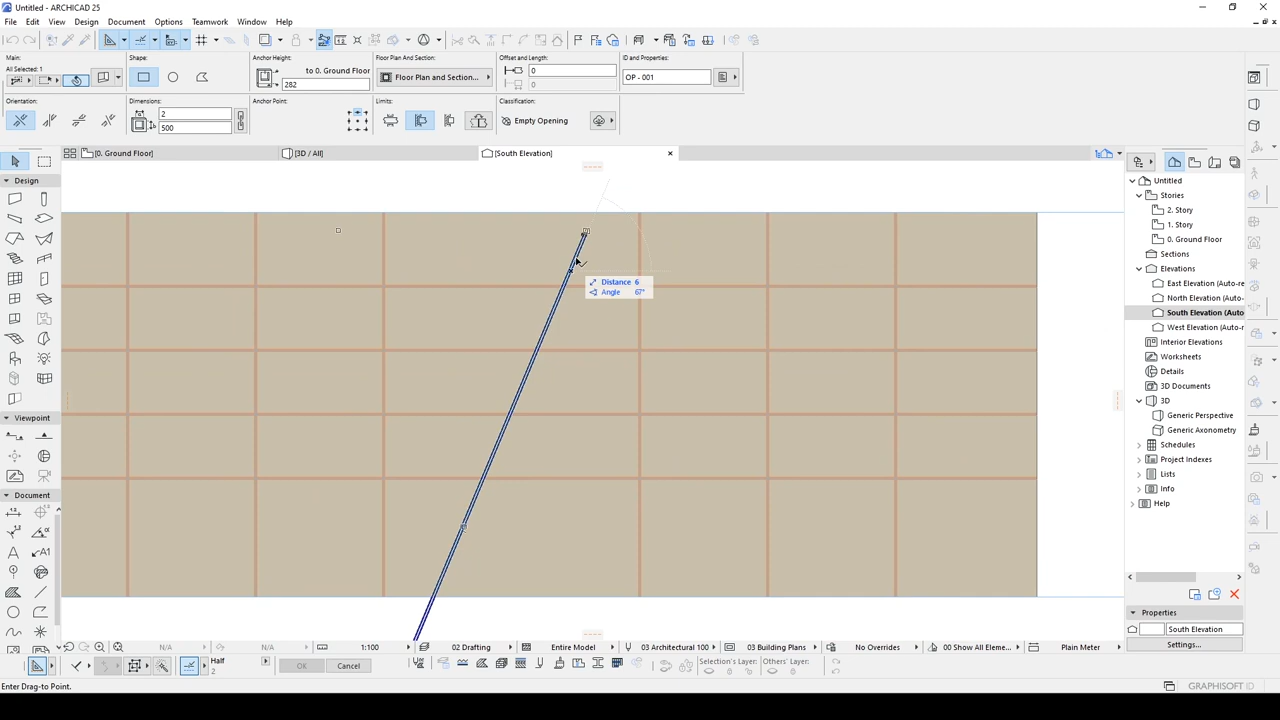 Untitled - ARCHICAD 25
File Edit View Design Document Options Teamwork Window Help
Main:
All Selected: 1
Shape:
Anchor Height:
to 0. Ground Floor
282
Floor Plan And Section:
Floor Plan and Section...
Offset and Length:
0
0
ID and Properties:
OP - 001
Orientation:
Dimensions:
2
500
Anchor Point:
Limits:
Classification:
Empty Opening
[0. Ground Floor]
[3D / All]
[South Elevation]
Design
Viewpoint
Document
Distance 6
Angle 67°
Untitled
Stories
2. Story
1. Story
0. Ground Floor
Sections
Elevations
East Elevation (Auto-re
North Elevation (Auto-
South Elevation (Auto
West Elevation (Auto-r
Interior Elevations
Worksheets
Details
3D Documents
3D
Generic Perspective
Generic Axonometry
Schedules
Project Indexes
Lists
Info
Help
Properties
South Elevation
Settings...
N/A
N/A
1:100
02 Drafting
Entire Model
03 Architectural 100
03 Building Plans
No Overrides
00 Show All Eleme...
Plain Meter
Half
2
OK
Cancel
Selection's Layer:
Others' Layer:
Enter Drag-to Point.
GRAPHISOFT ID